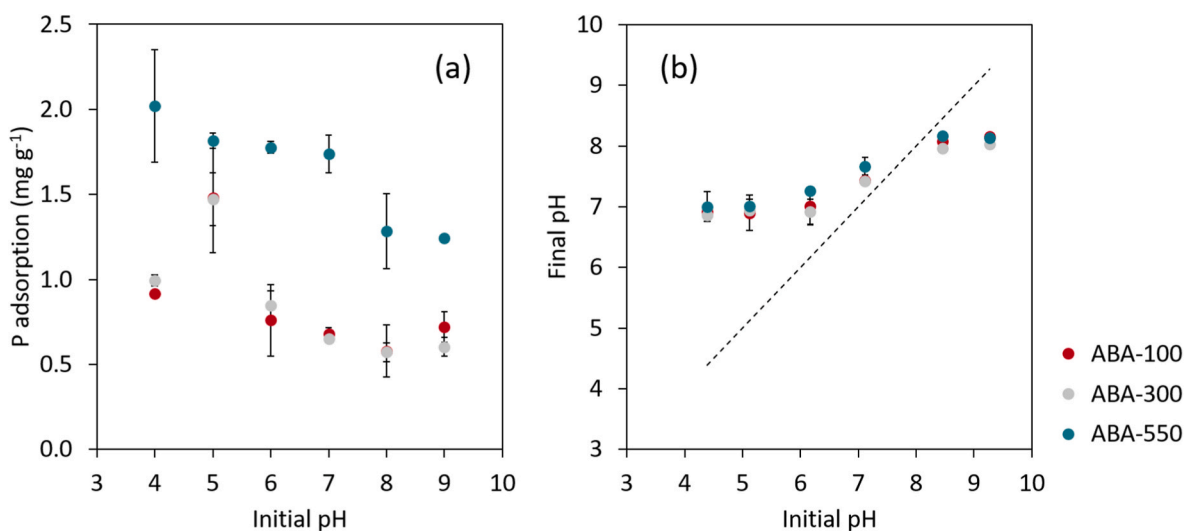 (a)
P adsorption (mg g⁻¹)
2.5
2.0
1.5
1.0
0.5
0.0
3 4 5 6 7 8 9 10
Initial pH
(b)
Final pH
10
9
8
7
6
5
4
3
3 4 5 6 7 8 9 10
Initial pH
ABA-100
ABA-300
ABA-550